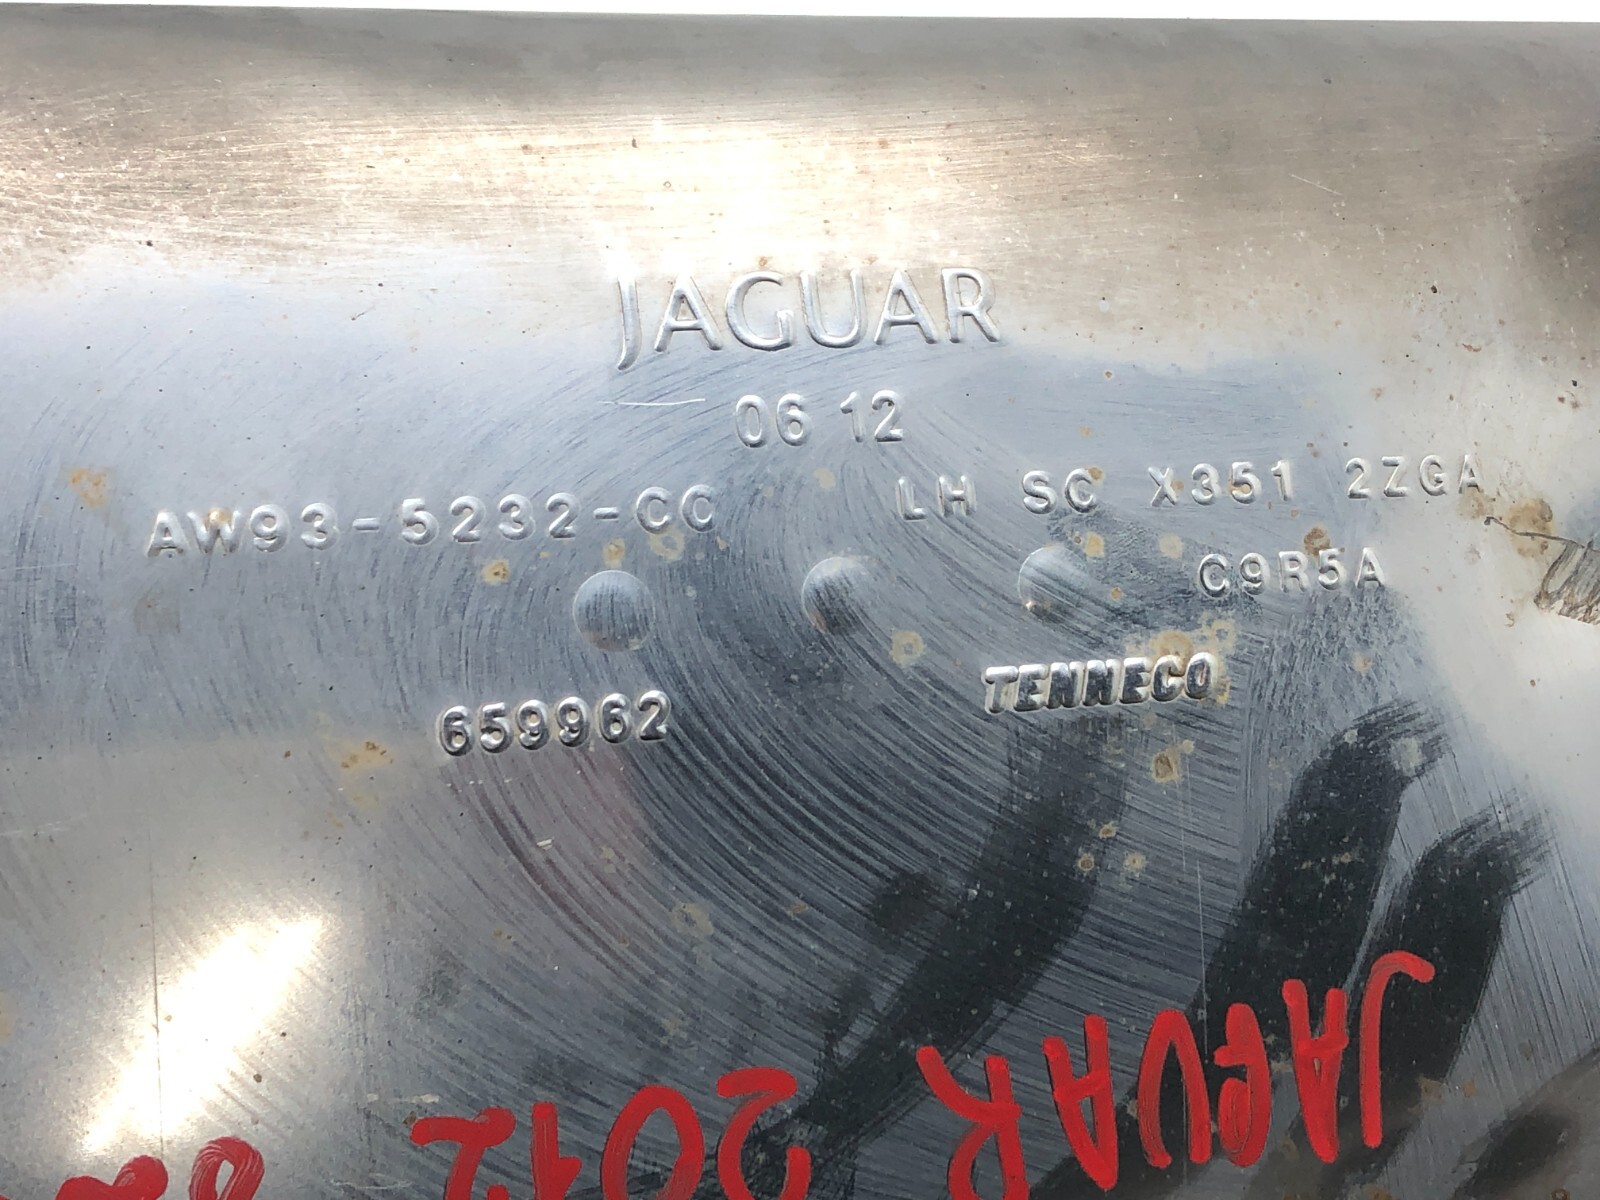 JAGUAR
06 12
AW93-5232-CC LH SC X351 2ZGA
C9R5A
TENNECO
659962
JAGUAR 2012